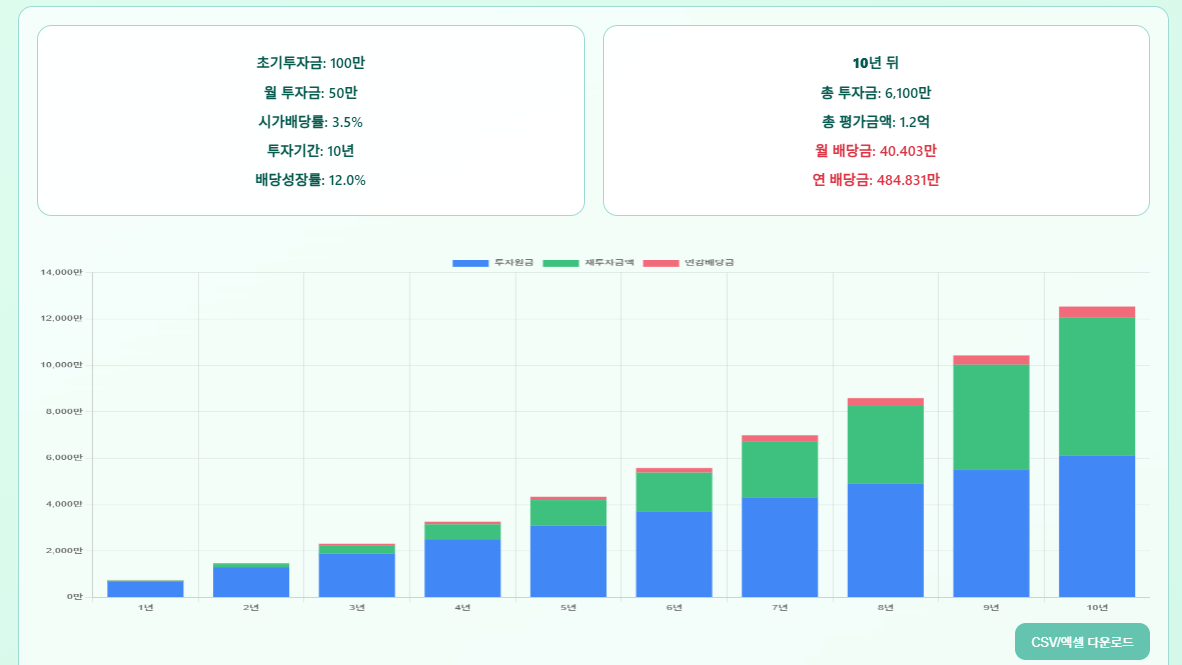 초기투자금: 100만
월 투자금: 50만
시가배당률: 3.5%
투자기간: 10년
배당성장률: 12.0%
10년 뒤
총 투자금: 6,100만
총 평가금액: 1.2억
월 배당금: 40.403만
연 배당금: 484.831만
투자원금 재투자금액 연감배당금
14,000만
12,000만
10,000만
8,000만
6,000만
4,000만
2,000만
0만
1년 2년 3년 4년 5년 6년 7년 8년 9년 10년
CSV/엑셀 다운로드